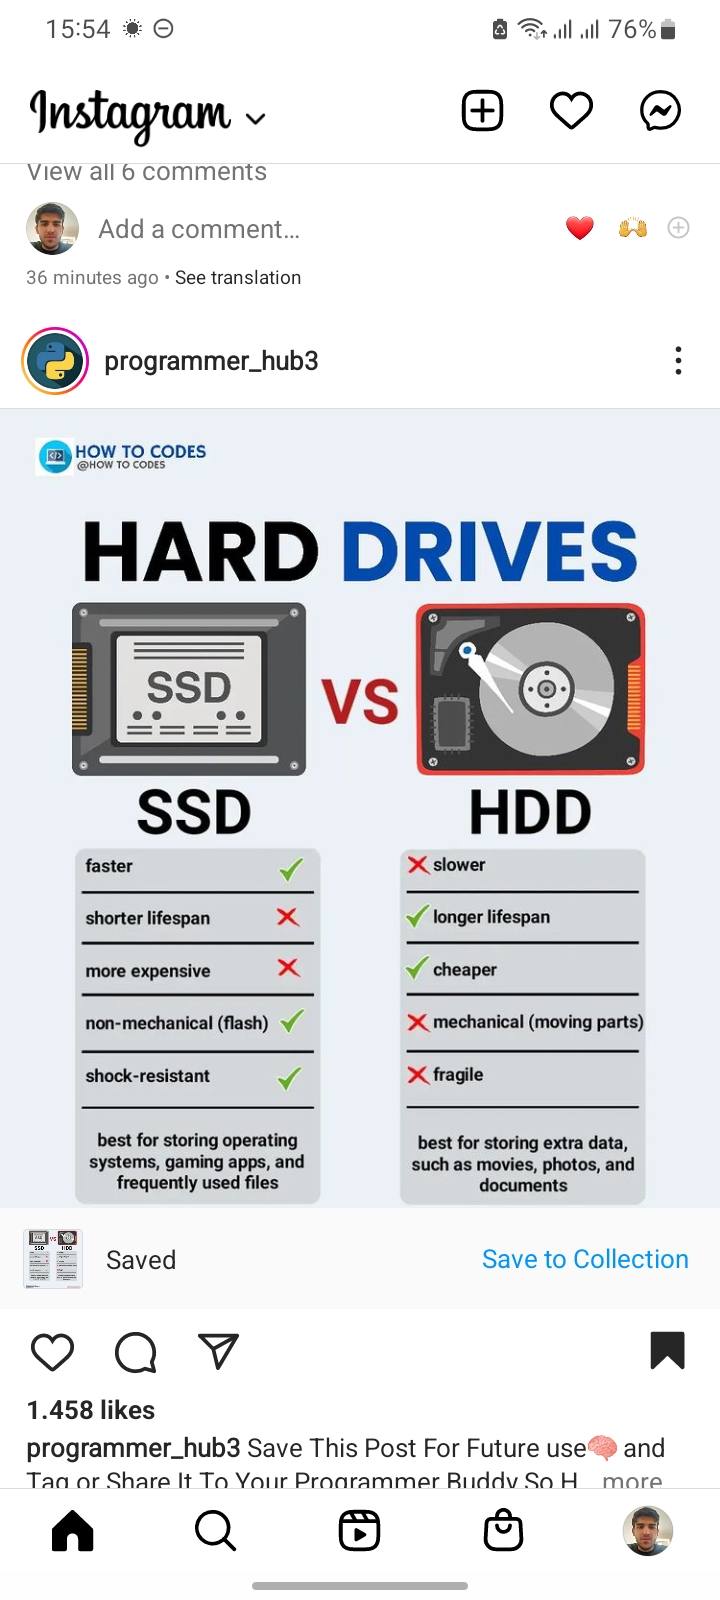 15:54
76%
Instagram
View all 6 comments
Add a comment...
36 minutes ago • See translation
programmer_hub3
HOW TO CODES
@HOW TO CODES
HARD DRIVES
SSD
VS
SSD
HDD
faster
shorter lifespan
more expensive
non-mechanical (flash)
shock-resistant
best for storing operating
systems, gaming apps, and
frequently used files
slower
longer lifespan
cheaper
mechanical (moving parts)
fragile
best for storing extra data,
such as movies, photos, and
documents
Saved
Save to Collection
1.458 likes
programmer_hub3 Save This Post For Future use🧠 and
Tag or Share It To Your Programmer Buddy So H... more